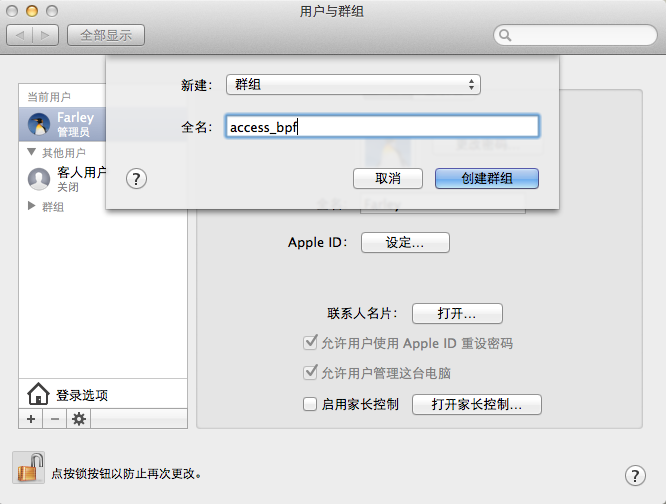 用户与群组
全部显示
新建： 群组
全名： access_bpf
? 取消 创建群组
当前用户
Farley
管理员
其他用户
客人用户
关闭
群组
登录选项
Farley
Apple ID： 设定...
联系人名片： 打开...
允许用户使用 Apple ID 重设密码
允许用户管理这台电脑
启用家长控制 打开家长控制...
点按锁按钮以防止再次更改。
?